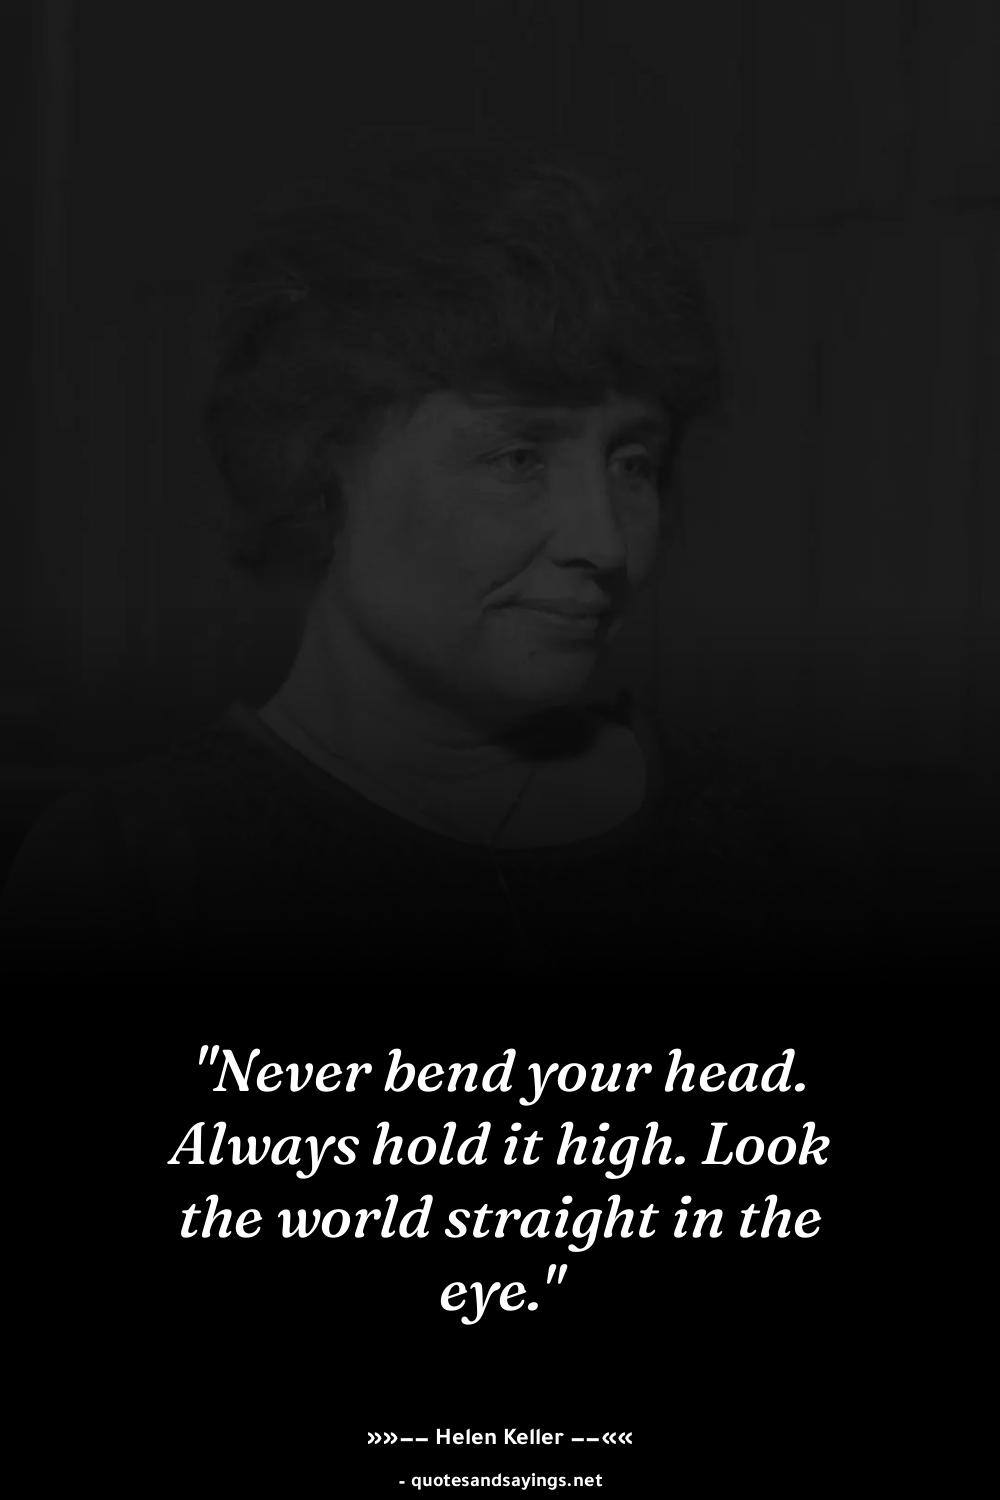 "Never bend your head.
Always hold it high. Look
the world straight in the
eye."
»»−− Helen Keller −−««
- quotesandsayings.net